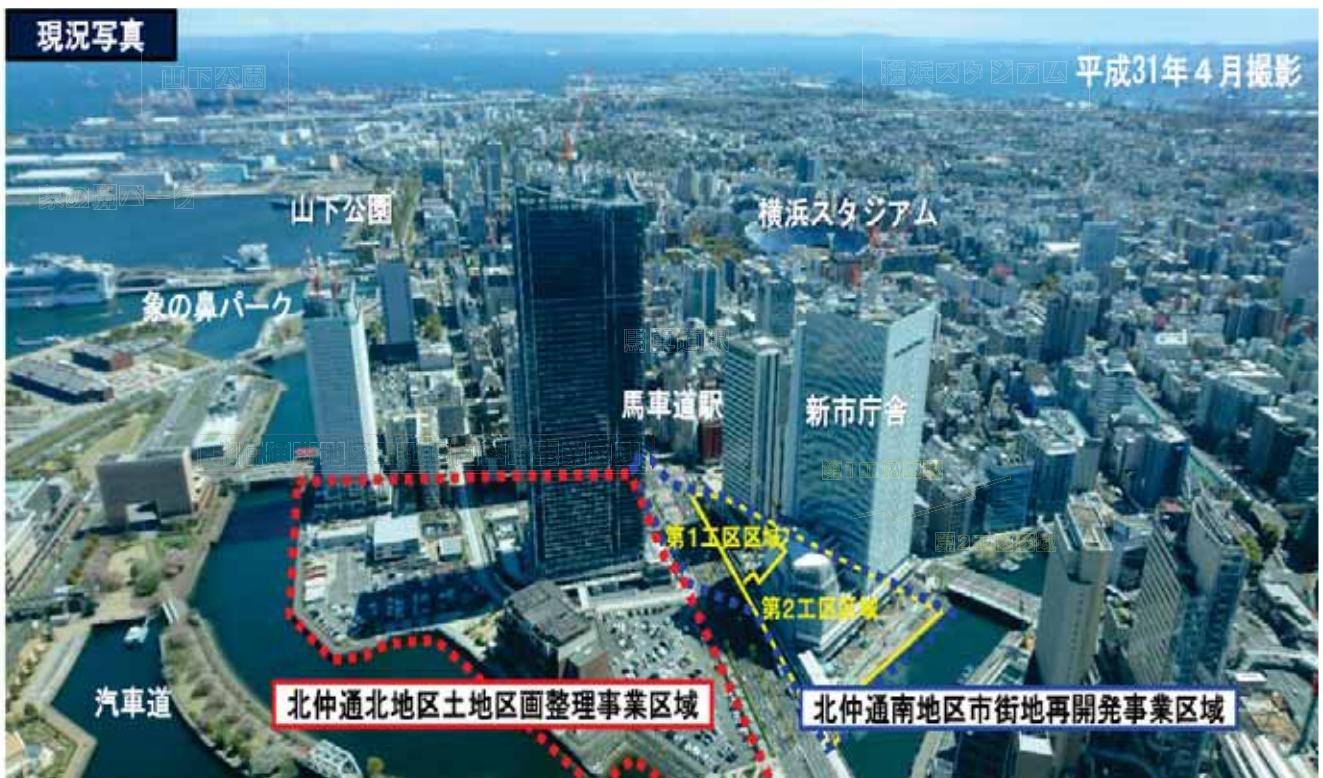 現況写真
平成31年4月撮影
山下公園
横浜スタジアム
象の鼻パーク
馬車道駅
新市庁舎
第1工区区域
第2工区区域
汽車道
北仲通北地区土地区画整理事業区域
北仲通南地区市街地再開発事業区域